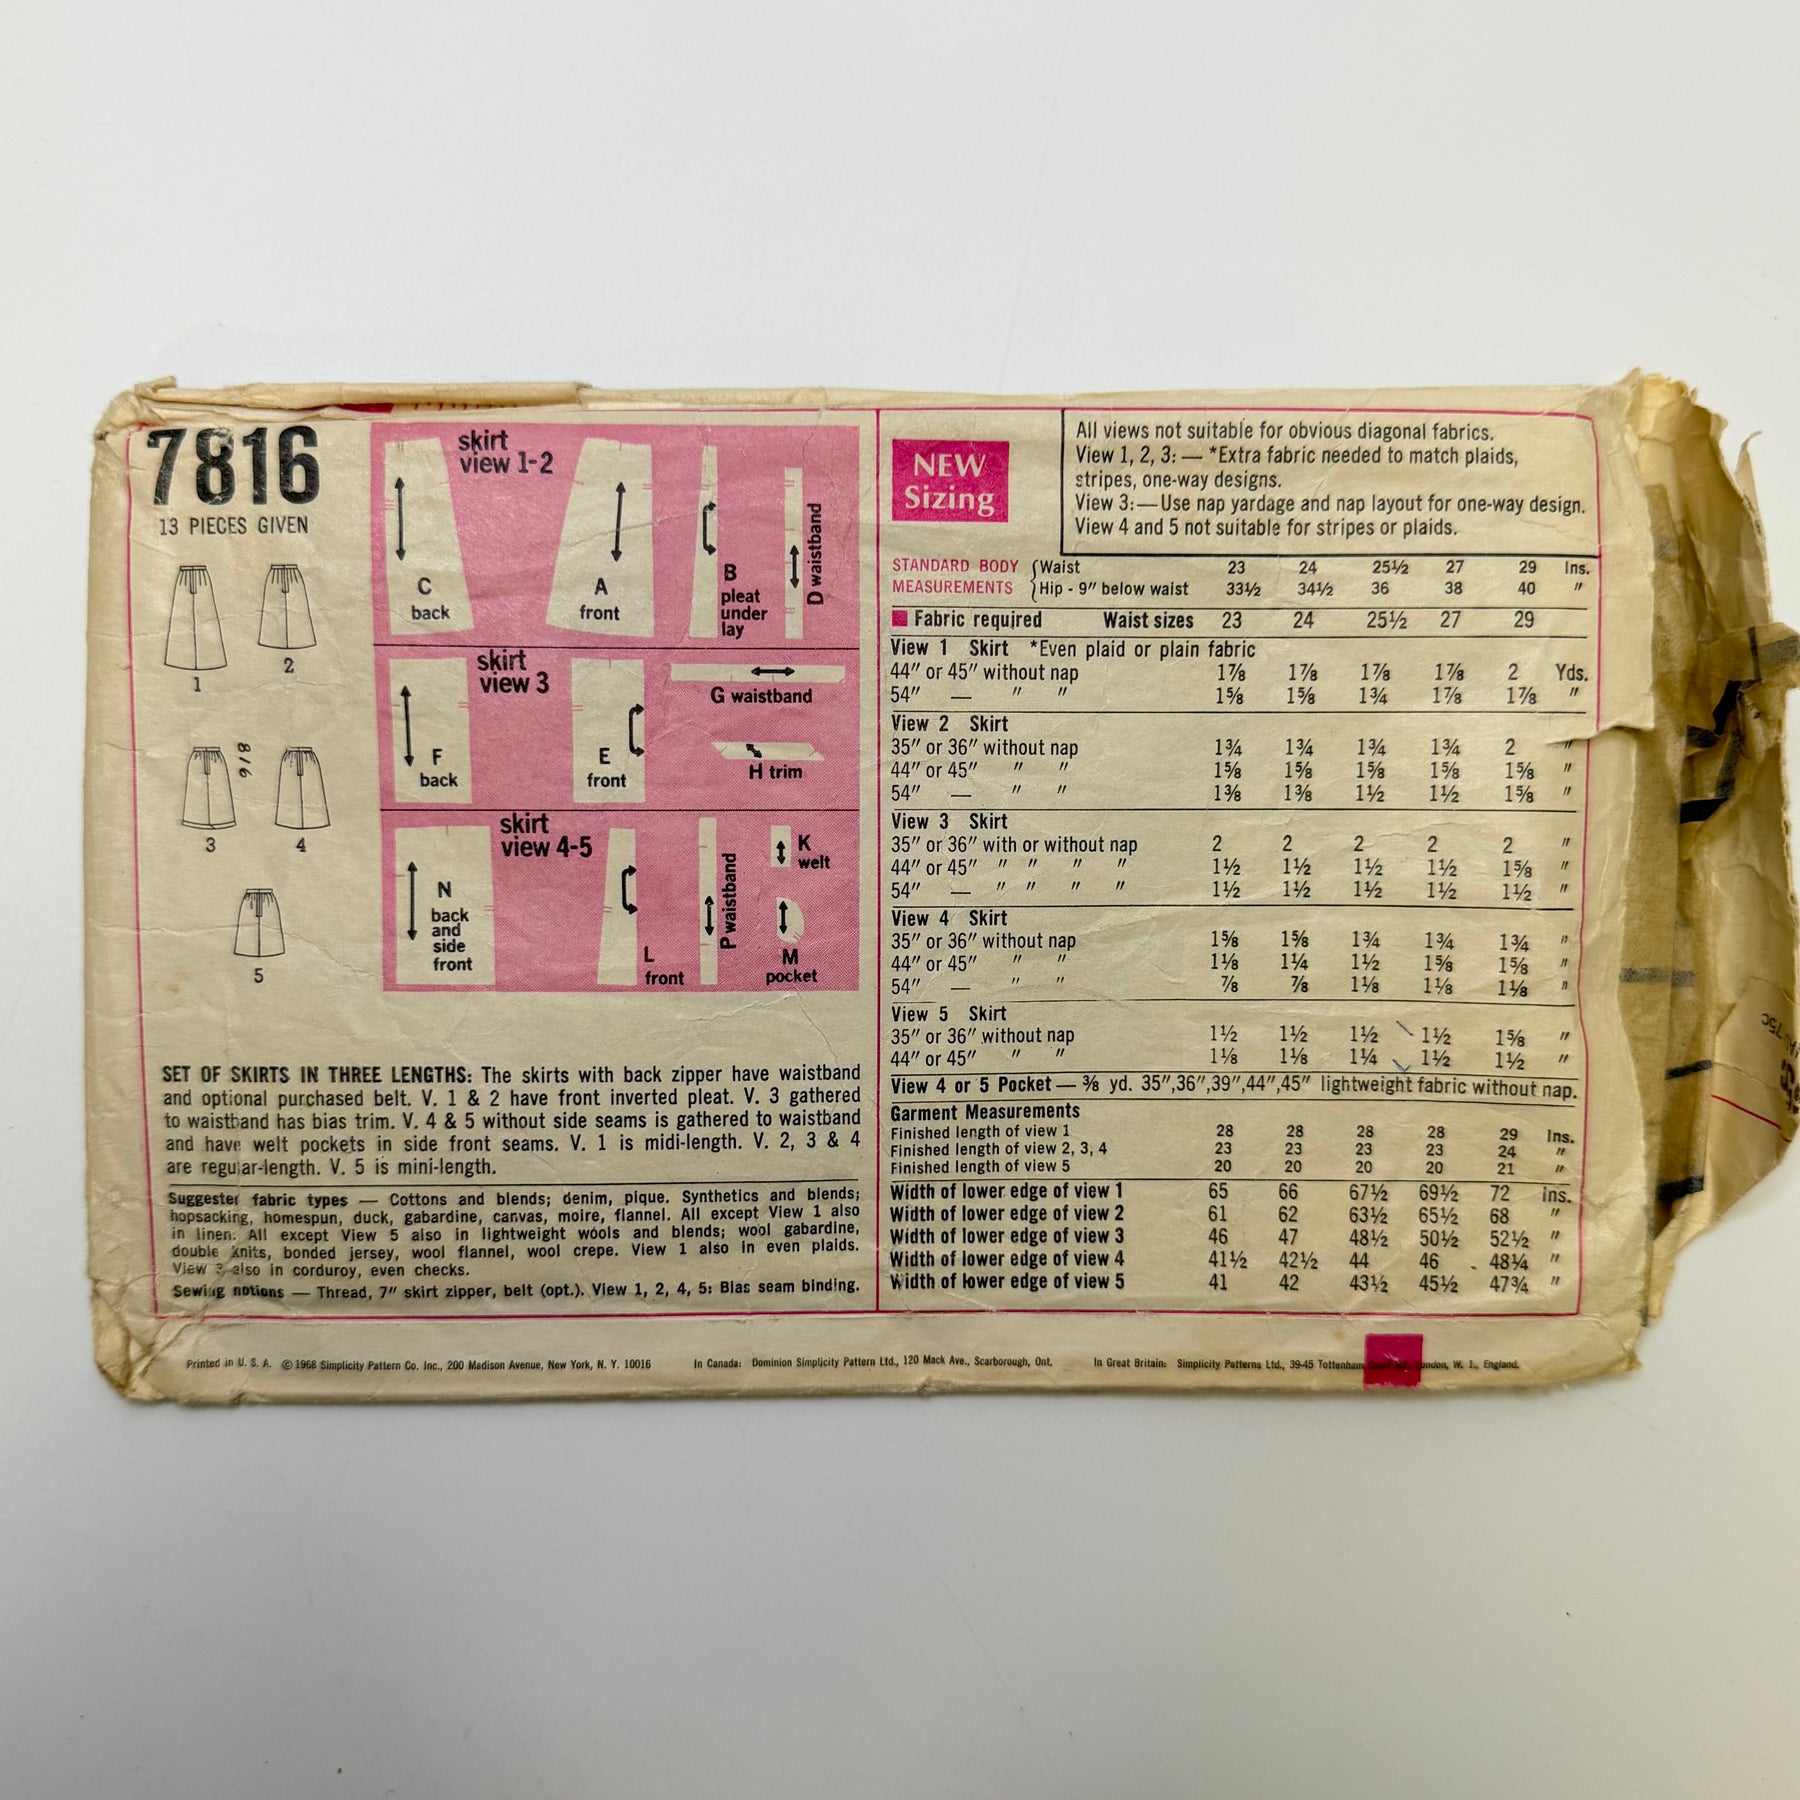 7816
13 PIECES GIVEN
1
2
3
816
4
5
skirt
view 1-2
C
back
A
front
B
pleat
under
lay
D waistband
skirt
view 3
F
back
E
front
G waistband
H trim
skirt
view 4-5
N
back
and
side
front
L
front
P waistband
K
welt
M
pocket
SET OF SKIRTS IN THREE LENGTHS: The skirts with back zipper have waistband
and optional purchased belt. V. 1 & 2 have front inverted pleat. V. 3 gathered
to waistband has bias trim. V. 4 & 5 without side seams is gathered to waistband
and have welt pockets in side front seams. V. 1 is midi-length. V. 2, 3 & 4
are regular-length. V. 5 is mini-length.
Suggested fabric types — Cottons and blends; denim, pique. Synthetics and blends;
hopsacking, homespun, duck, gabardine, canvas, moire, flannel. All except View 1 also
in linen. All except View 5 also in lightweight wools and blends; wool gabardine,
double knits, bonded jersey, wool flannel, wool crepe. View 1 also in even plaids.
View 3 also in corduroy, even checks.
Sewing notions — Thread, 7" skirt zipper, belt (opt.). View 1, 2, 4, 5: Bias seam binding.
NEW
Sizing
All views not suitable for obvious diagonal fabrics.
View 1, 2, 3: — *Extra fabric needed to match plaids,
stripes, one-way designs.
View 3:—Use nap yardage and nap layout for one-way design.
View 4 and 5 not suitable for stripes or plaids.
STANDARD BODY { Waist 23 24 25½ 27 29 Ins.
MEASUREMENTS { Hip - 9" below waist 33½ 34½ 36 38 40 "
Fabric required Waist sizes 23 24 25½ 27 29
View 1 Skirt *Even plaid or plain fabric
44" or 45" without nap 1⅞ 1⅞ 1⅞ 1⅞ 2 Yds.
54" — " " 1⅝ 1⅝ 1¾ 1⅞ 1⅞ "
View 2 Skirt
35" or 36" without nap 1¾ 1¾ 1¾ 1¾ 2 "
44" or 45" " " 1⅝ 1⅝ 1⅝ 1⅝ 1⅝ "
54" — " " 1⅜ 1⅜ 1½ 1½ 1⅝ "
View 3 Skirt
35" or 36" with or without nap 2 2 2 2 2 "
44" or 45" " " " " 1½ 1½ 1½ 1½ 1⅝ "
54" — " " " " 1½ 1½ 1½ 1½ 1½ "
View 4 Skirt
35" or 36" without nap 1⅝ 1⅝ 1¾ 1¾ 1¾ "
44" or 45" " " 1⅛ 1¼ 1½ 1⅝ 1⅝ "
54" — " " ⅞ ⅞ 1⅛ 1⅛ 1⅛ "
View 5 Skirt
35" or 36" without nap 1½ 1½ 1½ 1½ 1⅝ "
44" or 45" " " 1⅛ 1⅛ 1¼ 1½ 1½ "
View 4 or 5 Pocket — ⅜ yd. 35",36",39",44",45" lightweight fabric without nap.
Garment Measurements
Finished length of view 1 28 28 28 28 29 Ins.
Finished length of view 2, 3, 4 23 23 23 23 24 "
Finished length of view 5 20 20 20 20 21 "
Width of lower edge of view 1 65 66 67½ 69½ 72 Ins.
Width of lower edge of view 2 61 62 63½ 65½ 68 "
Width of lower edge of view 3 46 47 48½ 50½ 52½ "
Width of lower edge of view 4 41½ 42½ 44 46 48¼ "
Width of lower edge of view 5 41 42 43½ 45½ 47¾ "
Printed in U. S. A. ©1968 Simplicity Pattern Co. Inc., 200 Madison Avenue, New York, N. Y. 10016 In Canada: Dominion Simplicity Pattern Ltd., 120 Mack Ave., Scarborough, Ont. In Great Britain: Simplicity Patterns Ltd., 39-45 Tottenham London, W. 1., England.
75c